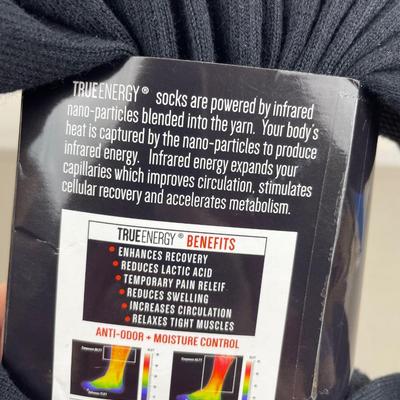 TRUEENERGY® socks are powered by infrared
nano-particles blended into the yarn. Your body's
heat is captured by the nano-particles to produce
infrared energy. Infrared energy expands your
capillaries which improves circulation, stimulates
cellular recovery and accelerates metabolism.
TRUEENERGY® BENEFITS
• ENHANCES RECOVERY
• REDUCES LACTIC ACID
• TEMPORARY PAIN RELEIF
• REDUCES SWELLING
• INCREASES CIRCULATION
• RELAXES TIGHT MUSCLES
ANTI-ODOR + MOISTURE CONTROL